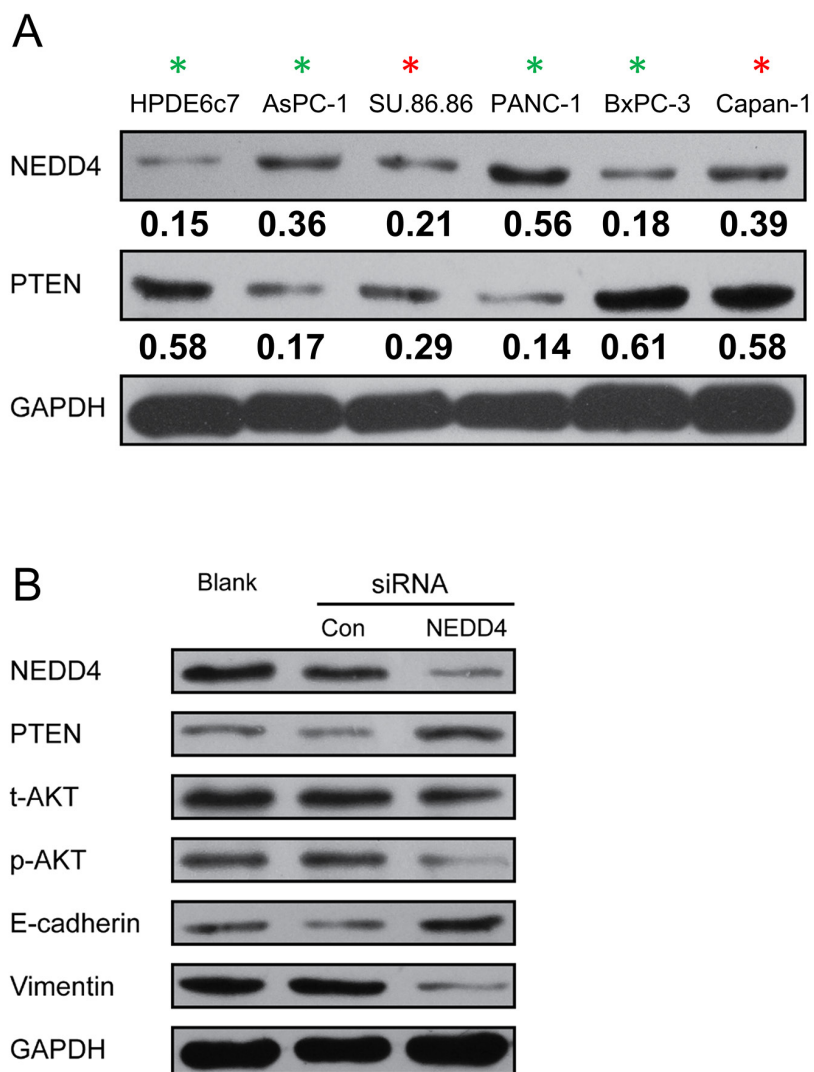 A
* * * * * *
HPDE6c7 AsPC-1 SU.86.86 PANC-1 BxPC-3 Capan-1
NEDD4
0.15 0.36 0.21 0.56 0.18 0.39
PTEN
0.58 0.17 0.29 0.14 0.61 0.58
GAPDH
B
Blank siRNA
Con NEDD4
NEDD4
PTEN
t-AKT
p-AKT
E-cadherin
Vimentin
GAPDH